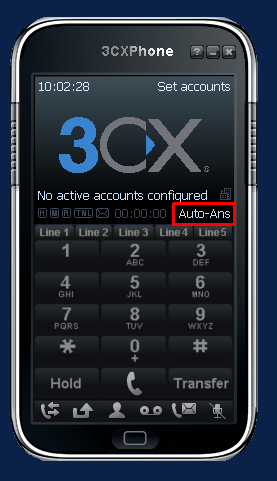 3CXPhone ? _ x
10:02:28 Set accounts
3CX
No active accounts configured
H M R TNL 00:00:00 Auto-Ans
Line 1 Line 2 Line 3 Line 4 Line5
1 2 ABC 3 DEF
4 GHI 5 JKL 6 MNO
7 PQRS 8 TUV 9 WXYZ
* 0 + #
Hold Transfer